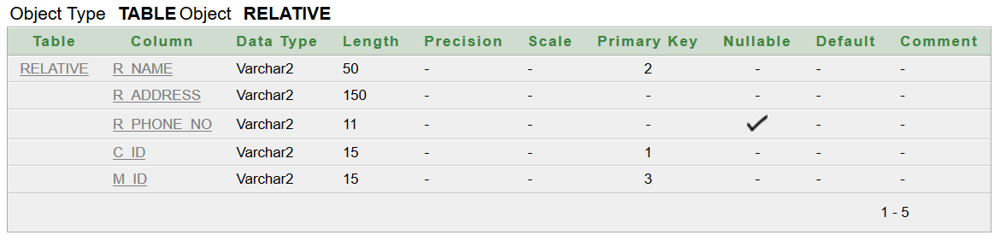 Object Type TABLE Object RELATIVE
Table Column Data Type Length Precision Scale Primary Key Nullable Default Comment
RELATIVE R_NAME Varchar2 50 - - 2 - - -
R_ADDRESS Varchar2 150 - - - - - -
R_PHONE_NO Varchar2 11 - - - ✓ - -
C_ID Varchar2 15 - - 1 - - -
M_ID Varchar2 15 - - 3 - - -
1 - 5